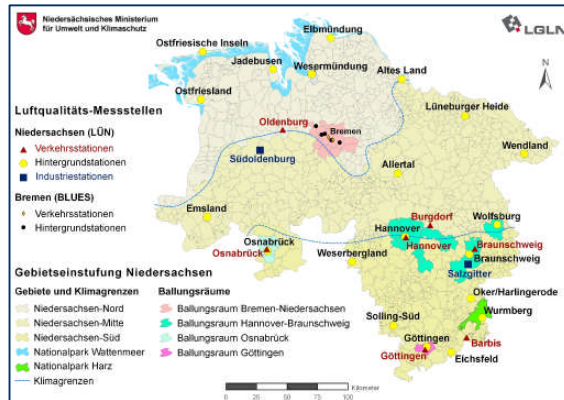 Niedersächsisches Ministerium
für Umwelt und Klimaschutz
LGLN
Elbmündung
Ostfriesische Inseln
Jadebusen
Wesermündung
Altes Land
N
Ostfriesland
Lüneburger Heide
Luftqualitäts-Messstellen
Oldenburg
Bremen
Niedersachsen (LÜN)
Verkehrsstationen
Wendland
Hintergrundstationen
Südoldenburg
Industriestationen
Allertal
Bremen (BLUES)
Verkehrsstationen
Emsland
Burgdorf
Wolfsburg
Hintergrundstationen
Hannover
Osnabrück
Hannover
Braunschweig
Osnabrück
Weserbergland
Braunschweig
Gebietseinstufung Niedersachsen
Salzgitter
Gebiete und Klimagrenzen
Ballungsräume
Oker/Harlingerode
Niedersachsen-Nord
Ballungsraum Bremen-Niedersachsen
Wurmberg
Niedersachsen-Mitte
Ballungsraum Hannover-Braunschweig
Solling-Süd
Niedersachsen-Süd
Ballungsraum Osnabrück
Göttingen
Barbis
Nationalpark Wattenmeer
Ballungsraum Göttingen
Göttingen
Eichsfeld
Nationalpark Harz
Klimagrenzen
Kilometer
0 25 50 75 100